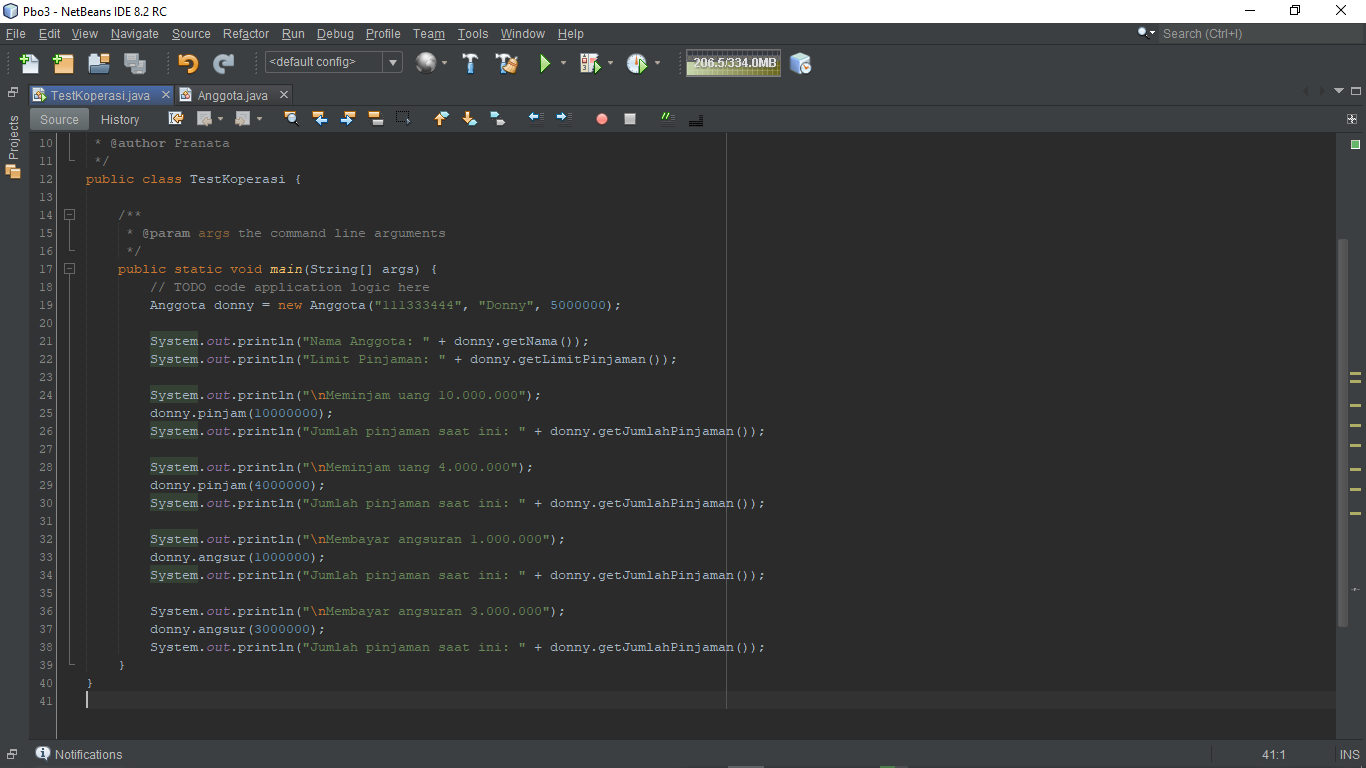 Pbo3 - NetBeans IDE 8.2 RC
File Edit View Navigate Source Refactor Run Debug Profile Team Tools Window Help
Search (Ctrl+I)
<default config>
206.5/334.0MB
TestKoperasi.java
Anggota.java
Projects
Source History
10 * @author Pranata
11 */
12 public class TestKoperasi {
13
14 /**
15 * @param args the command line arguments
16 */
17 public static void main(String[] args) {
18 // TODO code application logic here
19 Anggota donny = new Anggota("111333444", "Donny", 5000000);
20
21 System.out.println("Nama Anggota: " + donny.getNama());
22 System.out.println("Limit Pinjaman: " + donny.getLimitPinjaman());
23
24 System.out.println("\nMeminjam uang 10.000.000");
25 donny.pinjam(10000000);
26 System.out.println("Jumlah pinjaman saat ini: " + donny.getJumlahPinjaman());
27
28 System.out.println("\nMeminjam uang 4.000.000");
29 donny.pinjam(4000000);
30 System.out.println("Jumlah pinjaman saat ini: " + donny.getJumlahPinjaman());
31
32 System.out.println("\nMembayar angsuran 1.000.000");
33 donny.angsur(1000000);
34 System.out.println("Jumlah pinjaman saat ini: " + donny.getJumlahPinjaman());
35
36 System.out.println("\nMembayar angsuran 3.000.000");
37 donny.angsur(3000000);
38 System.out.println("Jumlah pinjaman saat ini: " + donny.getJumlahPinjaman());
39 }
40 }
41
Notifications
41:1 INS